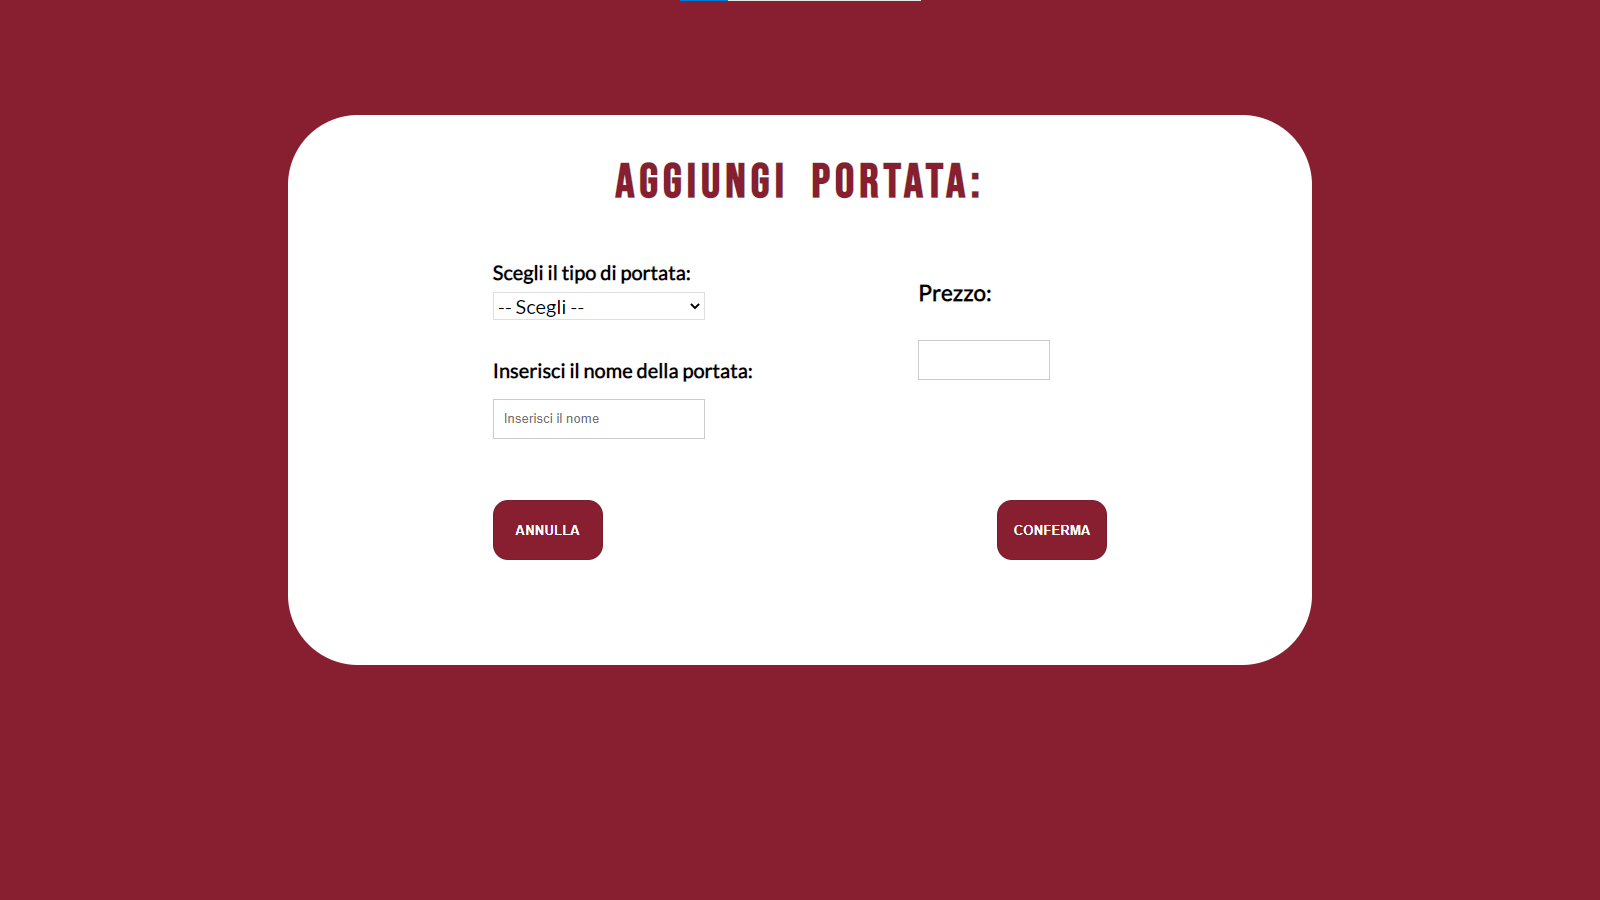 AGGIUNGI PORTATA:
Scegli il tipo di portata:
-- Scegli --
Inserisci il nome della portata:
Inserisci il nome
Prezzo:
ANNULLA
CONFERMA